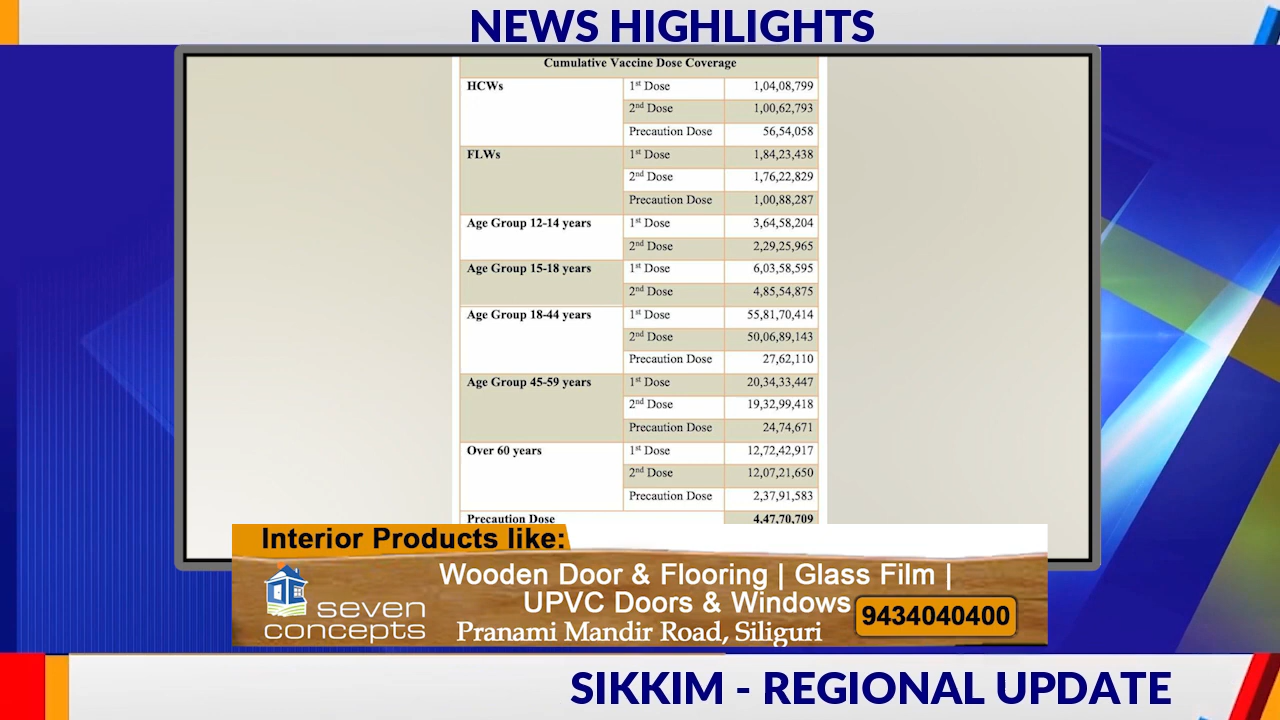 NEWS HIGHLIGHTS
Cumulative Vaccine Dose Coverage
HCWs 1st Dose 1,04,08,799
2nd Dose 1,00,62,793
Precaution Dose 56,54,058
FLWs 1st Dose 1,84,23,438
2nd Dose 1,76,22,829
Precaution Dose 1,00,88,287
Age Group 12-14 years 1st Dose 3,64,58,204
2nd Dose 2,29,25,965
Age Group 15-18 years 1st Dose 6,03,58,595
2nd Dose 4,85,54,875
Age Group 18-44 years 1st Dose 55,81,70,414
2nd Dose 50,06,89,143
Precaution Dose 27,62,110
Age Group 45-59 years 1st Dose 20,34,33,447
2nd Dose 19,32,99,418
Precaution Dose 24,74,671
Over 60 years 1st Dose 12,72,42,917
2nd Dose 12,07,21,650
Precaution Dose 2,37,91,583
Precaution Dose 4,47,70,709
Interior Products like:
Wooden Door & Flooring | Glass Film |
UPVC Doors & Windows
seven
concepts
Pranami Mandir Road, Siliguri
9434040400
SIKKIM - REGIONAL UPDATE